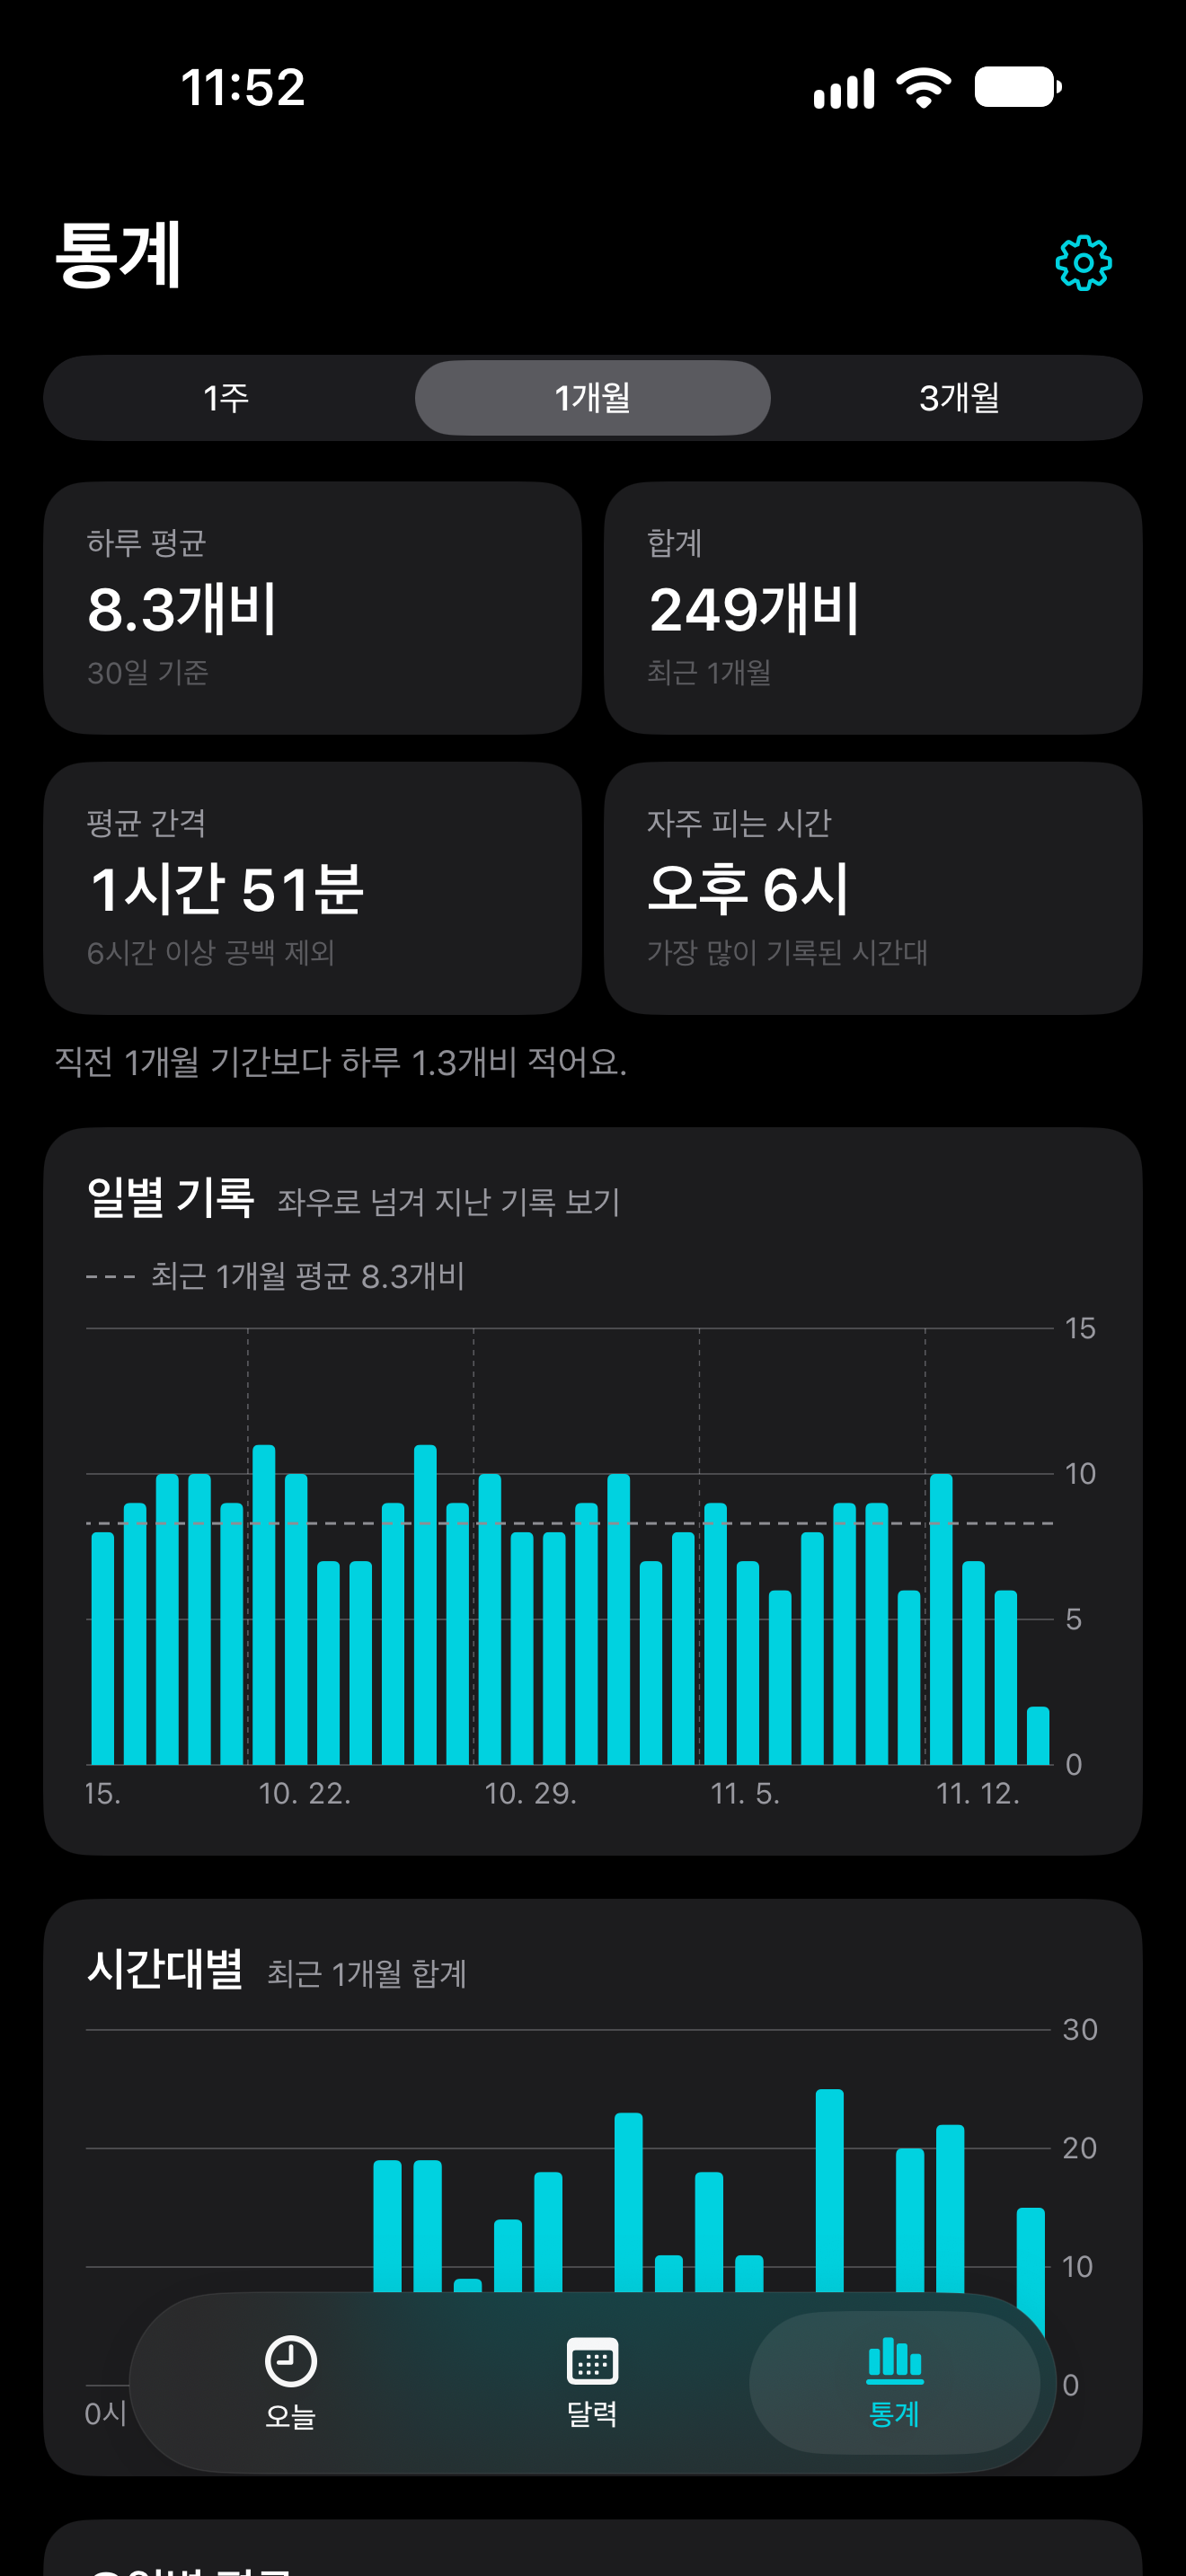 11:52
통계
1주
1개월
3개월
하루 평균
8.3개비
30일 기준
합계
249개비
최근 1개월
평균 간격
1시간 51분
6시간 이상 공백 제외
자주 피는 시간
오후 6시
가장 많이 기록된 시간대
직전 1개월 기간보다 하루 1.3개비 적어요.
일별 기록 좌우로 넘겨 지난 기록 보기
최근 1개월 평균 8.3개비
15
10
5
0
15.
10. 22.
10. 29.
11. 5.
11. 12.
시간대별 최근 1개월 합계
30
20
10
0
0시
오늘
달력
통계